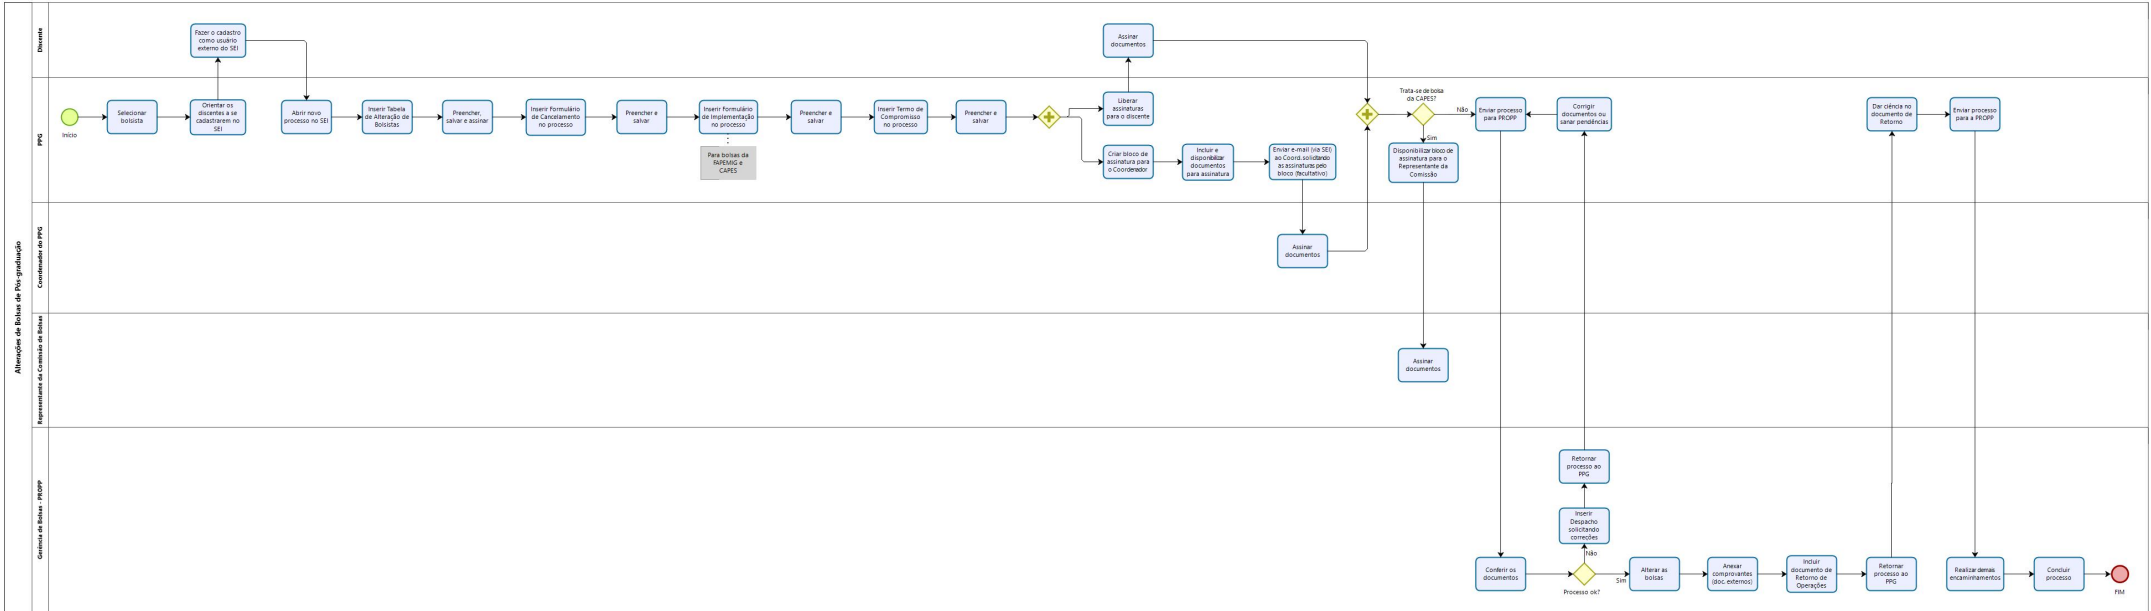 Alterações de Bolsas de Pós-graduação
Discente
Fazer o cadastro
como usuário
externo do SEI
Assinar
documentos
PPG
Início
Selecionar
bolsista
Orientar os
discentes a se
cadastrarem no
SEI
Abrir novo
processo no SEI
Inserir Tabela
de Alteração de
Bolsistas
Preencher,
salvar e assinar
Inserir Formulário
de Cancelamento
no processo
Preencher e
salvar
Inserir Formulário
de Implementação
no processo
Para bolsas da
FAPEMIG e
CAPES
Preencher e
salvar
Inserir Termo de
Compromisso
no processo
Preencher e
salvar
Liberar
assinaturas
para o discente
Criar bloco de
assinatura para
o Coordenador
Incluir e
disponibilizar
documentos
para assinatura
Enviar e-mail (via SEI)
ao Coord. solicitando
as assinaturas pelo
bloco (facultativo)
Trata-se de bolsa
da CAPES?
Não
Sim
Disponibilizar bloco de
assinatura para o
Representante da
Comissão
Enviar processo
para PROPP
Corrigir
documentos ou
sanar pendências
Dar ciência no
documento de
Retorno
Enviar processo
para a PROPP
Coordenador do PPG
Assinar
documentos
Representante da Comissão de Bolsas
Assinar
documentos
Gerência de Bolsas - PROPP
Retornar
processo ao
PPG
Inserir
Despacho
solicitando
correções
Não
Conferir os
documentos
Processo ok?
Sim
Alterar as
bolsas
Anexar
comprovantes
(doc. externos)
Incluir
documento de
Retorno de
Operações
Retornar
processo ao
PPG
Realizar demais
encaminhamentos
Concluir
processo
FIM